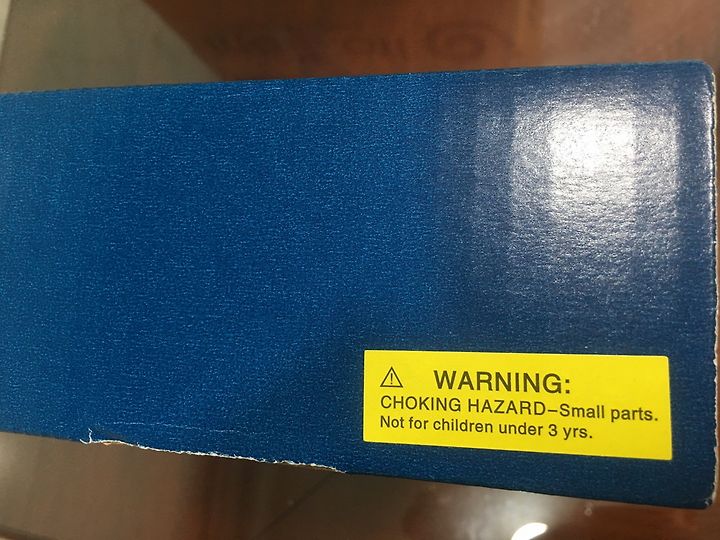 WARNING:
CHOKING HAZARD–Small parts.
Not for children under 3 yrs.